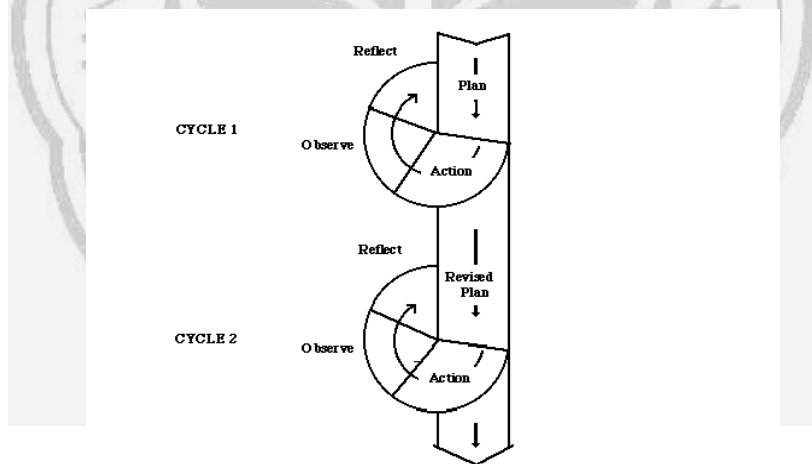 Reflect
Plan
CYCLE 1
Observe
Action
Reflect
Revised
Plan
CYCLE 2
Observe
Action